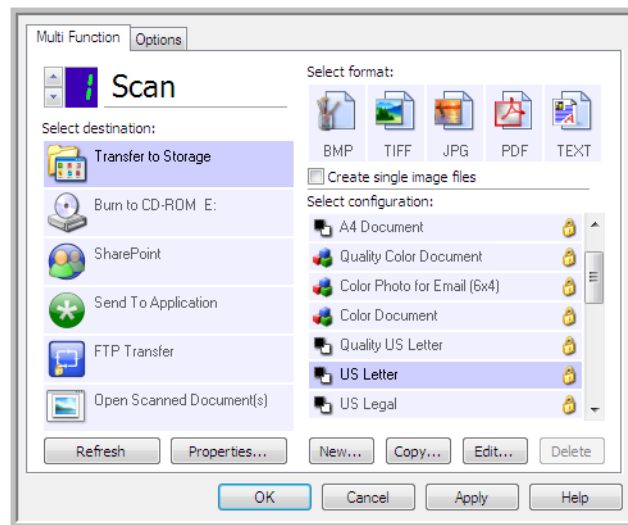 Multi Function
Options
1
Scan
Select destination:
Transfer to Storage
Burn to CD-ROM E:
SharePoint
Send To Application
FTP Transfer
Open Scanned Document(s)
Refresh
Properties...
Select format:
BMP
TIFF
JPG
PDF
TEXT
Create single image files
Select configuration:
A4 Document
Quality Color Document
Color Photo for Email (6x4)
Color Document
Quality US Letter
US Letter
US Legal
New...
Copy...
Edit...
Delete
OK
Cancel
Apply
Help